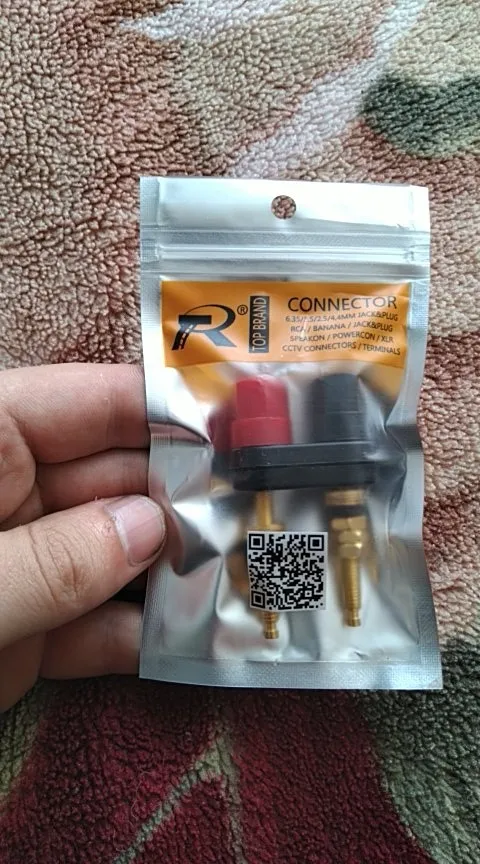 R®
TOP BRAND
CONNECTOR
6.35/3.5/2.5/4.4MM JACK&PLUG
RCA / BANANA / JACK&PLUG
SPEAKON / POWERCON / XLR
CCTV CONNECTORS / TERMINALS